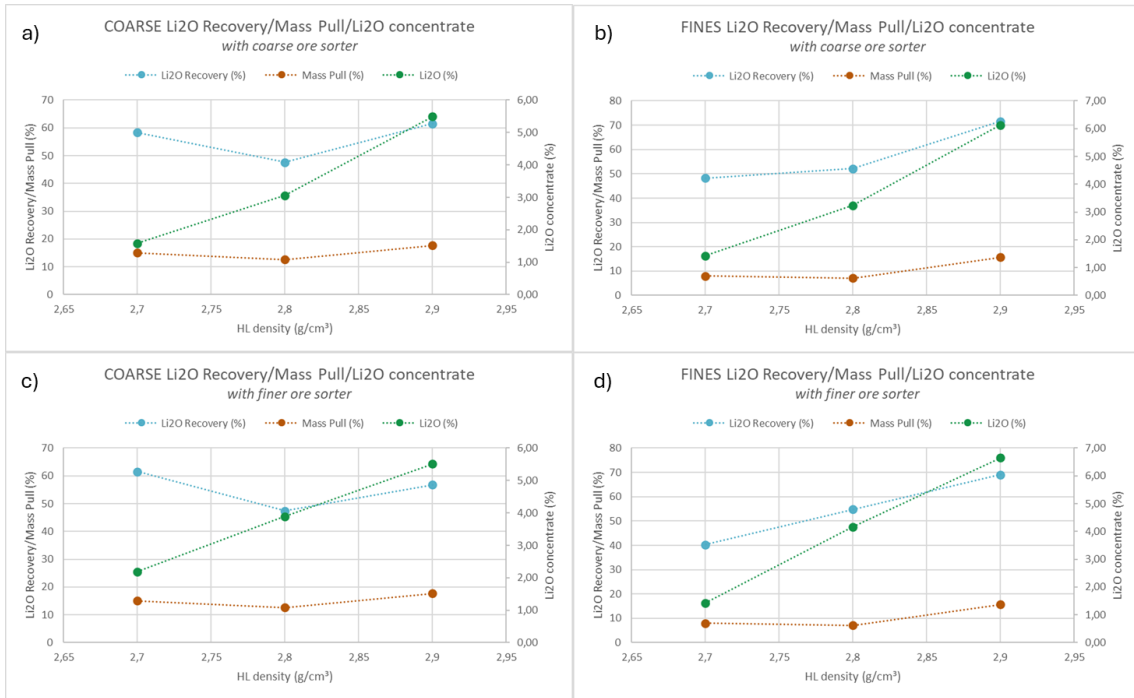 a)
COARSE Li2O Recovery/Mass Pull/Li2O concentrate
with coarse ore sorter
Li2O Recovery (%) Mass Pull (%) Li2O (%)
70
60
50
40
30
20
10
0
6,00
5,00
4,00
3,00
2,00
1,00
0,00
2,65 2,7 2,75 2,8 2,85 2,9 2,95
Li2O Recovery/Mass Pull (%)
Li2O concentrate (%)
HL density (g/cm³)
b)
FINES Li2O Recovery/Mass Pull/Li2O concentrate
with coarse ore sorter
Li2O Recovery (%) Mass Pull (%) Li2O (%)
80
70
60
50
40
30
20
10
0
7,00
6,00
5,00
4,00
3,00
2,00
1,00
0,00
2,65 2,7 2,75 2,8 2,85 2,9 2,95
Li2O Recovery/Mass Pull (%)
Li2O concentrate (%)
HL density (g/cm³)
c)
COARSE Li2O Recovery/Mass Pull/Li2O concentrate
with finer ore sorter
Li2O Recovery (%) Mass Pull (%) Li2O (%)
70
60
50
40
30
20
10
0
6,00
5,00
4,00
3,00
2,00
1,00
0,00
2,65 2,7 2,75 2,8 2,85 2,9 2,95
Li2O Recovery/Mass Pull (%)
Li2O concentrate (%)
HL density (g/cm³)
d)
FINES Li2O Recovery/Mass Pull/Li2O concentrate
with finer ore sorter
Li2O Recovery (%) Mass Pull (%) Li2O (%)
80
70
60
50
40
30
20
10
0
7,00
6,00
5,00
4,00
3,00
2,00
1,00
0,00
2,65 2,7 2,75 2,8 2,85 2,9 2,95
Li2O Recovery/Mass Pull (%)
Li2O concentrate (%)
HL density (g/cm³)